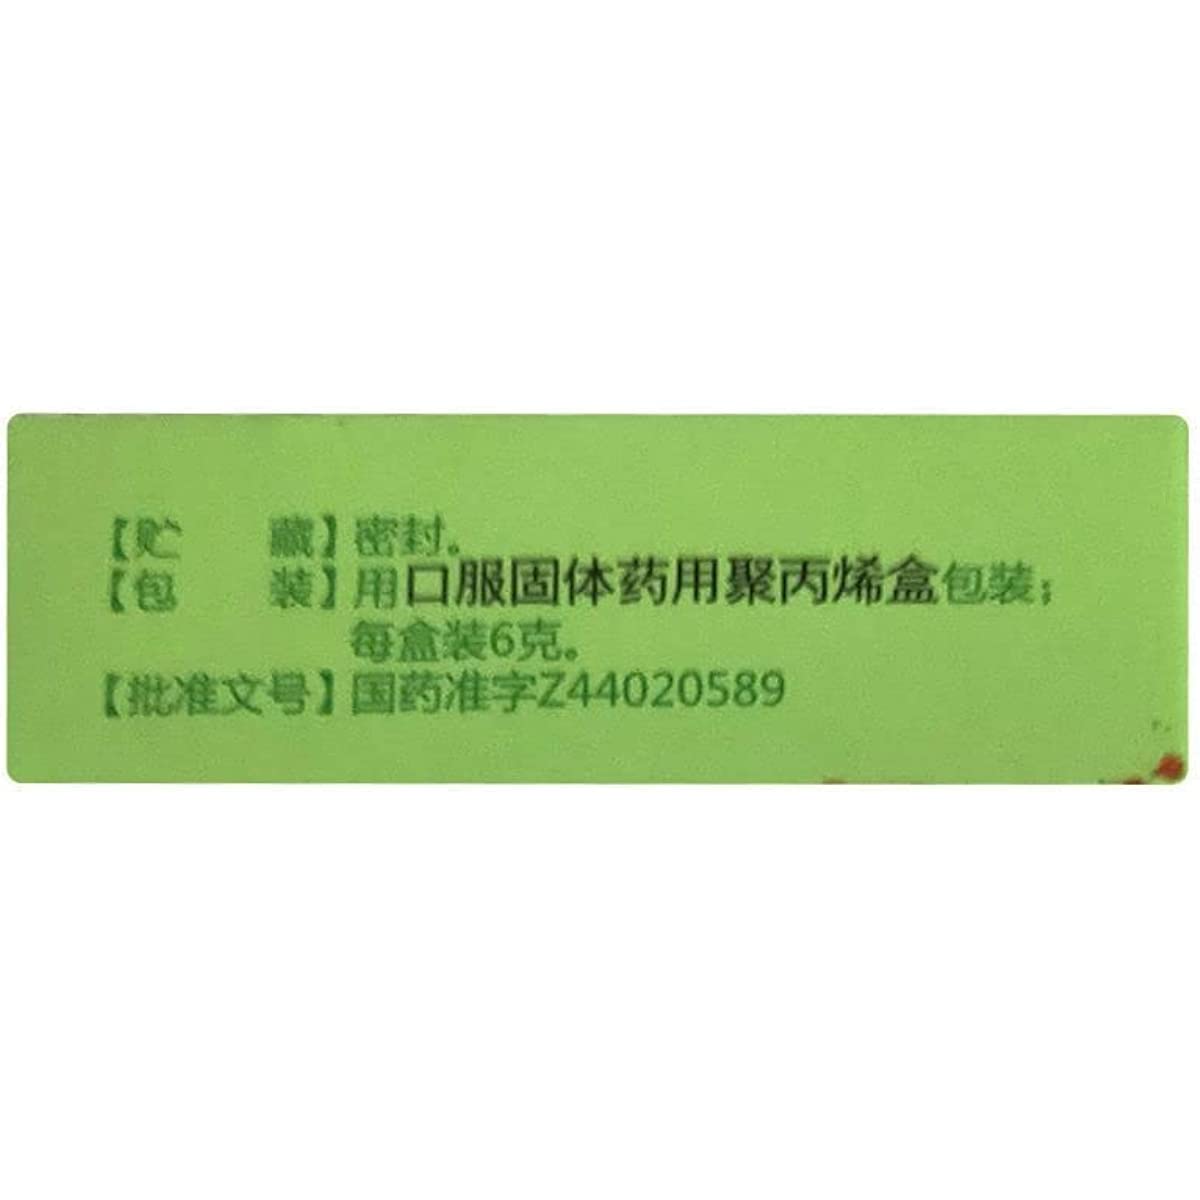 【贮 藏】密封。
【包 装】用口服固体药用聚丙烯盒包装；
每盒装6克。
【批准文号】国药准字Z44020589